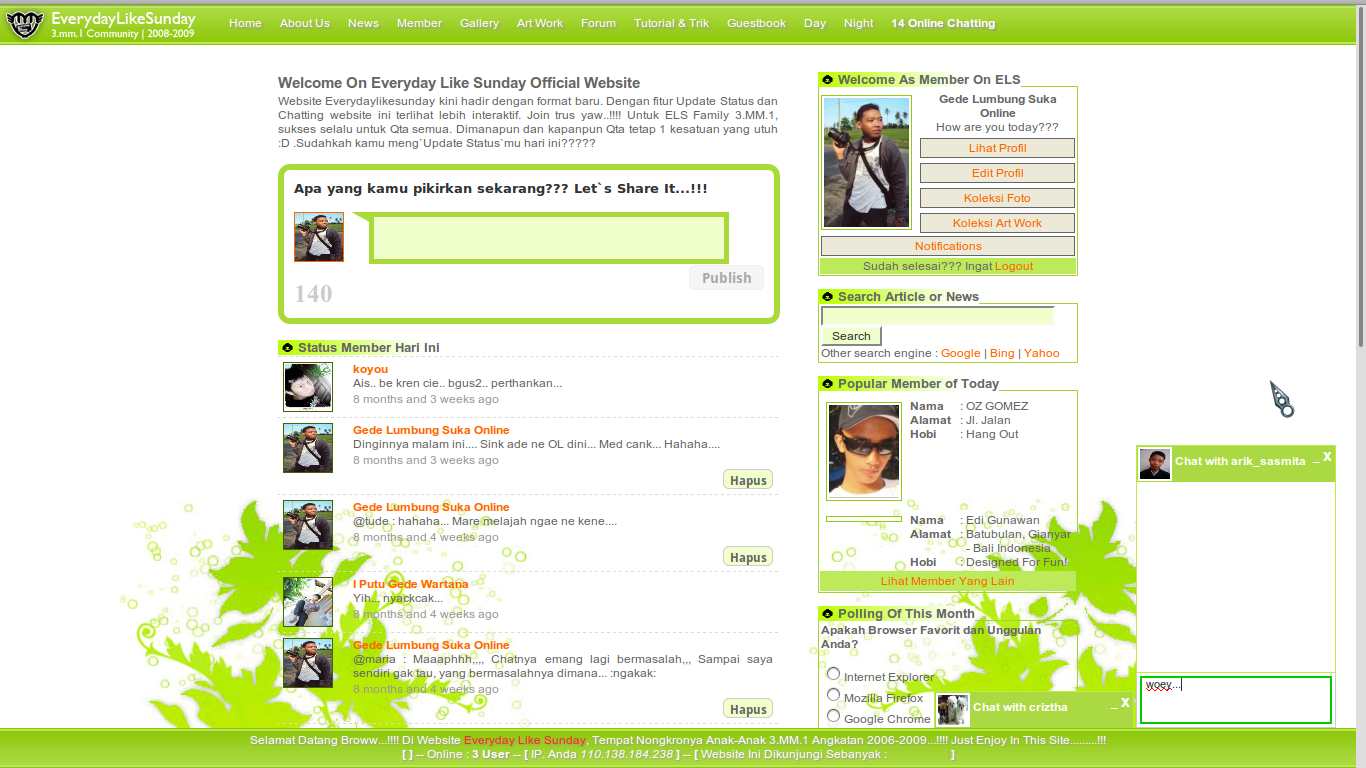 EverydayLikeSunday
3.mm.1 Community | 2008-2009
Home About Us News Member Gallery Art Work Forum Tutorial & Trik Guestbook Day Night 14 Online Chatting
Welcome On Everyday Like Sunday Official Website
Website Everydaylikesunday kini hadir dengan format baru. Dengan fitur Update Status dan
Chatting website ini terlihat lebih interaktif. Join trus yaw..!!!! Untuk ELS Family 3.MM.1,
sukses selalu untuk Qta semua. Dimanapun dan kapanpun Qta tetap 1 kesatuan yang utuh
:D .Sudahkah kamu meng`Update Status`mu hari ini?????
Apa yang kamu pikirkan sekarang??? Let`s Share It...!!!
Publish
140
Status Member Hari Ini
koyou
Ais.. be kren cie.. bgus2.. perthankan...
8 months and 3 weeks ago
Gede Lumbung Suka Online
Dinginnya malam ini.... Sink ade ne OL dini... Med cank... Hahaha....
8 months and 3 weeks ago
Hapus
Gede Lumbung Suka Online
@tude : hahaha... Mare melajah ngae ne kene....
8 months and 4 weeks ago
Hapus
I Putu Gede Wartana
Yih... nyackcak...
8 months and 4 weeks ago
Gede Lumbung Suka Online
@maria : Maaaphhh,,,, Chatnya emang lagi bermasalah,,, Sampai saya
sendiri gak tau, yang bermasalahnya dimana... :ngakak:
8 months and 4 weeks ago
Hapus
Welcome As Member On ELS
Gede Lumbung Suka
Online
How are you today???
Lihat Profil
Edit Profil
Koleksi Foto
Koleksi Art Work
Notifications
Sudah selesai??? Ingat Logout
Search Article or News
Search
Other search engine : Google | Bing | Yahoo
Popular Member of Today
Nama : OZ GOMEZ
Alamat : Jl. Jalan
Hobi : Hang Out
Nama : Edi Gunawan
Alamat : Batubulan, Gianyar
- Bali Indonesia
Hobi : Designed For Fun!
Lihat Member Yang Lain
Polling Of This Month
Apakah Browser Favorit dan Unggulan
Anda?
Internet Explorer
Mozilla Firefox
Google Chrome
Chat with criztha _ X
Chat with arik_sasmita _ X
woey...
Selamat Datang Broww...!!!! Di Website Everyday Like Sunday, Tempat Nongkronya Anak-Anak 3.MM.1 Angkatan 2006-2009...!!!! Just Enjoy In This Site.........!!!
[ ] -- Online : 3 User -- [ IP. Anda 110.138.184.238 ] -- [ Website Ini Dikunjungi Sebanyak : ]